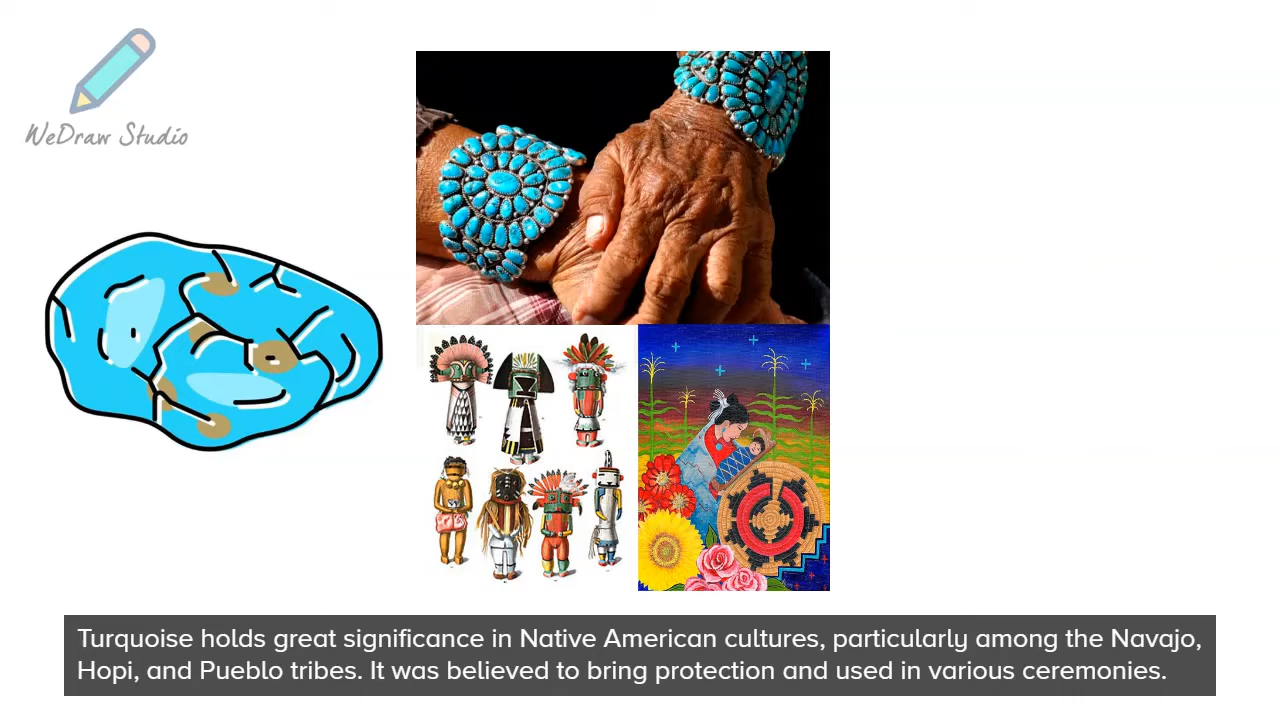 WeDraw Studio
Turquoise holds great significance in Native American cultures, particularly among the Navajo,
Hopi, and Pueblo tribes. It was believed to bring protection and used in various ceremonies.